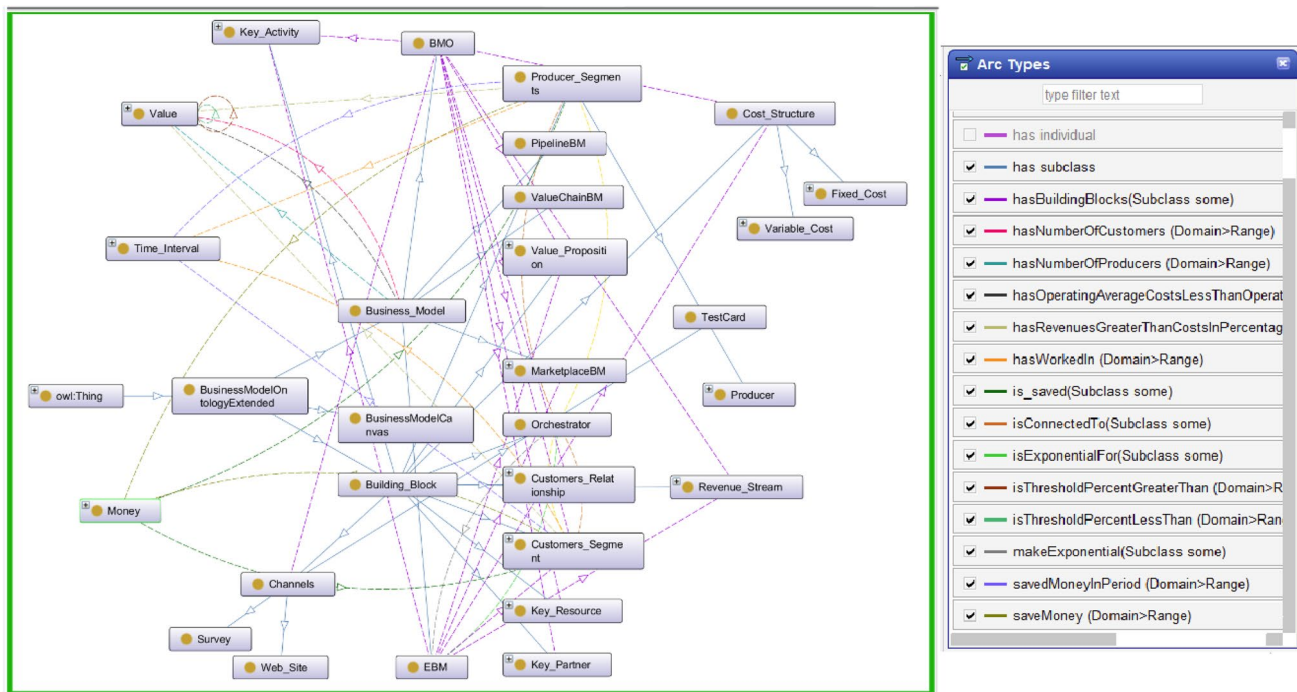 Key_Activity
BMO
Producer_Segmen
ts
Value
Cost_Structure
PipelineBM
ValueChainBM
Fixed_Cost
Variable_Cost
Time_Interval
Value_Propositi
on
Business_Model
TestCard
MarketplaceBM
owl:Thing
BusinessModelOn
tologyExtended
Producer
BusinessModelCa
nvas
Orchestrator
Building_Block
Customers_Relat
ionship
Revenue_Stream
Money
Customers_Segme
nt
Channels
Key_Resource
Survey
Web_Site
EBM
Key_Partner
Arc Types
type filter text
has individual
has subclass
hasBuildingBlocks(Subclass some)
hasNumberOfCustomers (Domain>Range)
hasNumberOfProducers (Domain>Range)
hasOperatingAverageCostsLessThanOperat
hasRevenuesGreaterThanCostsInPercentag
hasWorkedIn (Domain>Range)
is_saved(Subclass some)
isConnectedTo(Subclass some)
isExponentialFor(Subclass some)
isThresholdPercentGreaterThan (Domain>R
isThresholdPercentLessThan (Domain>Ran
makeExponential(Subclass some)
savedMoneyInPeriod (Domain>Range)
saveMoney (Domain>Range)